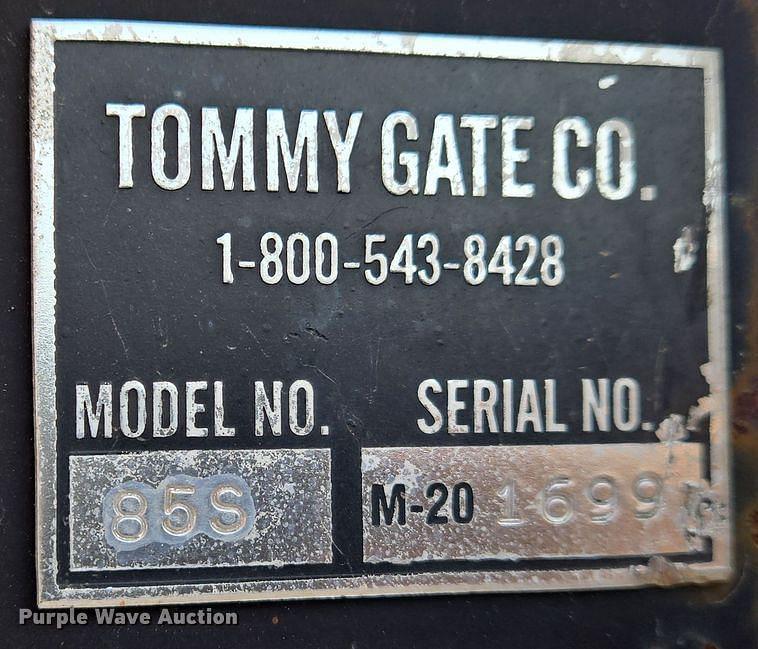 TOMMY GATE CO.
1-800-543-8428
MODEL NO. SERIAL NO.
85S M-20 1699
Purple Wave Auction